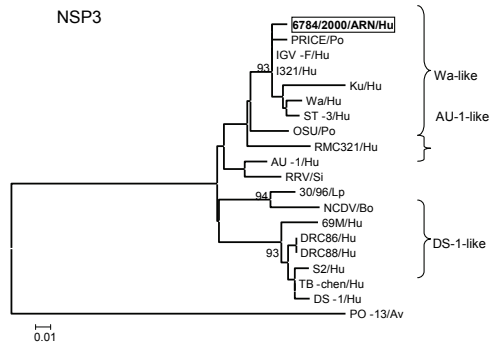 NSP3
6784/2000/ARN/Hu
PRICE/Po
IGV -F/Hu
93
I321/Hu
Wa-like
Ku/Hu
Wa/Hu
ST -3/Hu
AU-1-like
OSU/Po
RMC321/Hu
AU -1/Hu
RRV/Si
94
30/96/Lp
NCDV/Bo
69M/Hu
DRC86/Hu
DS-1-like
93
DRC88/Hu
S2/Hu
TB -chen/Hu
DS -1/Hu
PO -13/Av
0.01